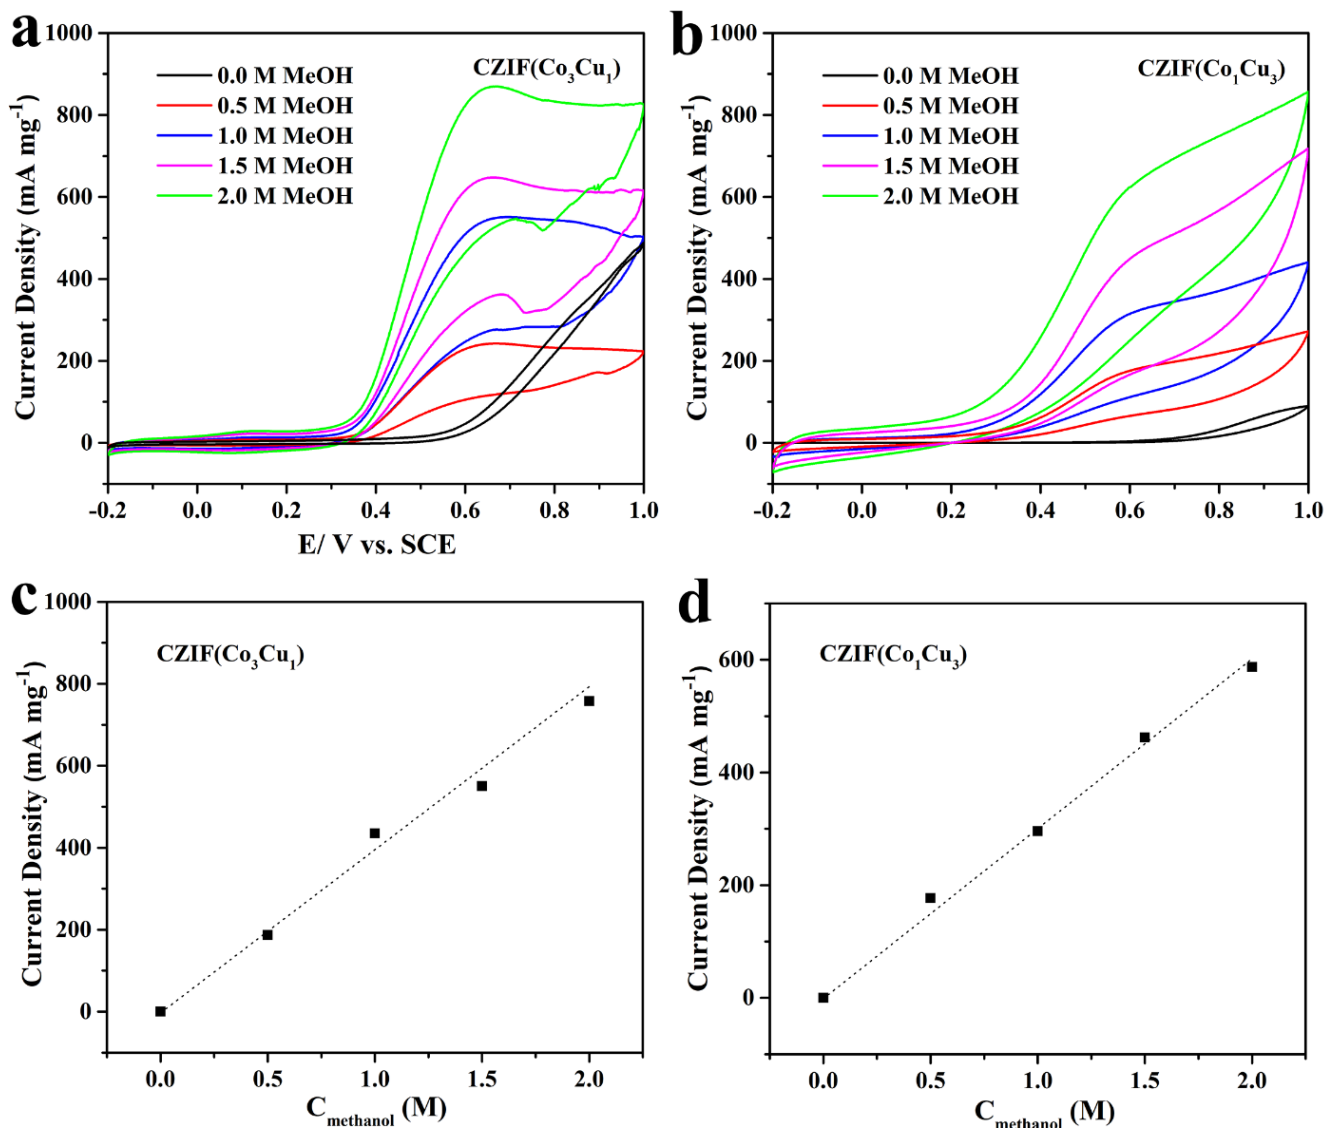 a
Current Density (mA mg⁻¹)
1000
800
600
400
200
0
CZIF(Co₃Cu₁)
0.0 M MeOH
0.5 M MeOH
1.0 M MeOH
1.5 M MeOH
2.0 M MeOH
-0.2 0.0 0.2 0.4 0.6 0.8 1.0
E/ V vs. SCE
b
Current Density (mA mg⁻¹)
1000
800
600
400
200
0
CZIF(Co₁Cu₃)
0.0 M MeOH
0.5 M MeOH
1.0 M MeOH
1.5 M MeOH
2.0 M MeOH
-0.2 0.0 0.2 0.4 0.6 0.8 1.0
c
Current Density (mA mg⁻¹)
1000
800
600
400
200
0
CZIF(Co₃Cu₁)
0.0 0.5 1.0 1.5 2.0
C_methanol (M)
d
Current Density (mA mg⁻¹)
600
400
200
0
CZIF(Co₁Cu₃)
0.0 0.5 1.0 1.5 2.0
C_methanol (M)